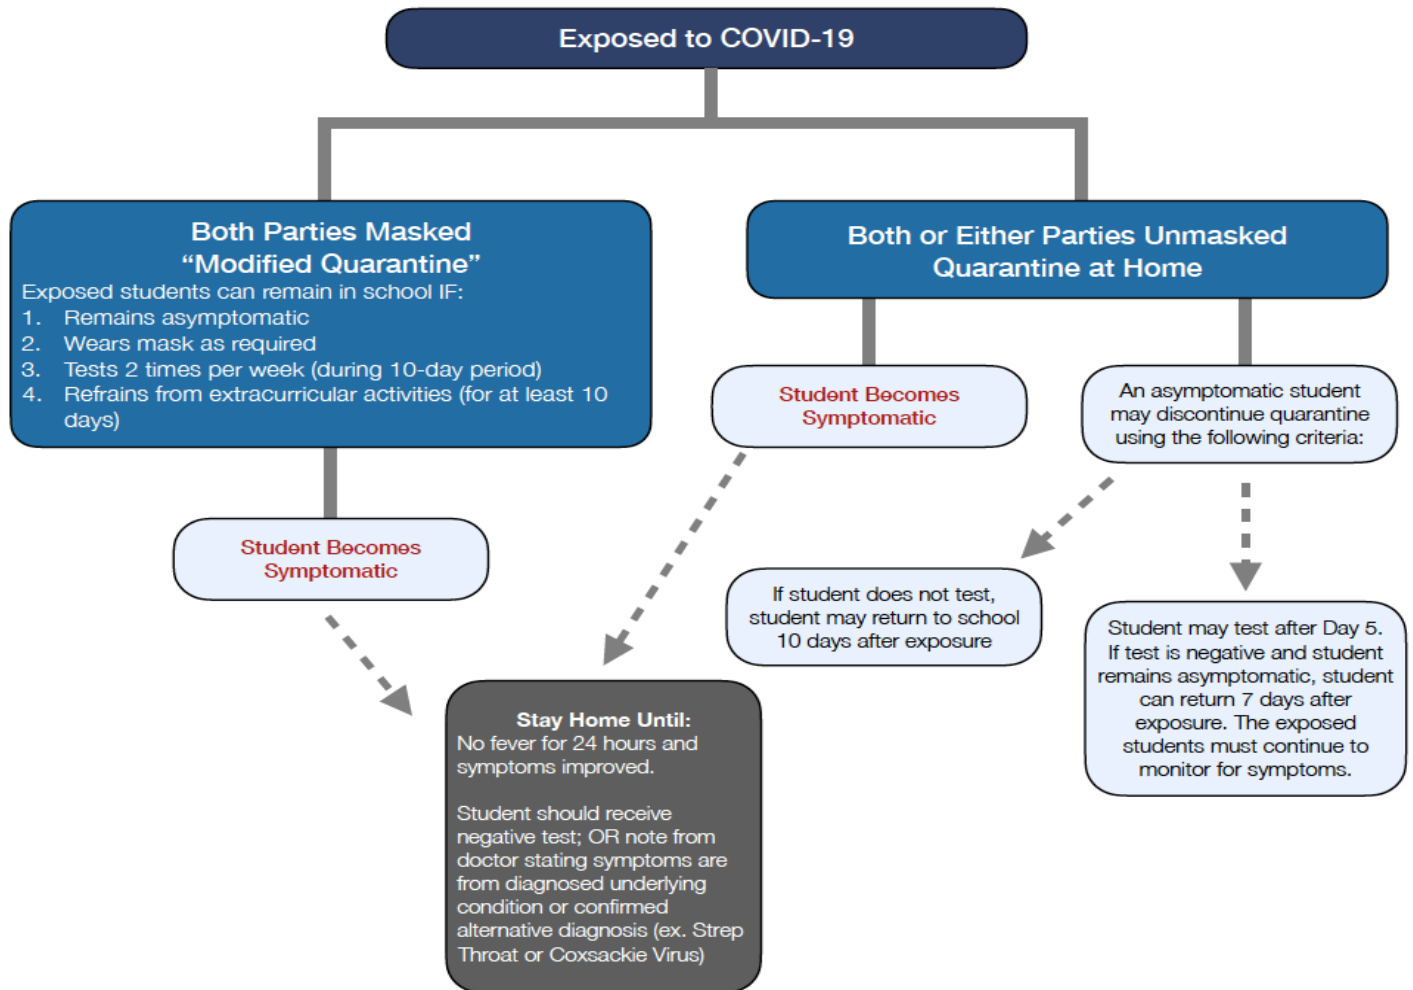 Exposed to COVID-19
Both Parties Masked
“Modified Quarantine”
Exposed students can remain in school IF:
1. Remains asymptomatic
2. Wears mask as required
3. Tests 2 times per week (during 10-day period)
4. Refrains from extracurricular activities (for at least 10
days)
Student Becomes
Symptomatic
Both or Either Parties Unmasked
Quarantine at Home
Student Becomes
Symptomatic
An asymptomatic student
may discontinue quarantine
using the following criteria:
If student does not test,
student may return to school
10 days after exposure
Student may test after Day 5.
If test is negative and student
remains asymptomatic, student
can return 7 days after
exposure. The exposed
students must continue to
monitor for symptoms.
Stay Home Until:
No fever for 24 hours and
symptoms improved.
Student should receive
negative test; OR note from
doctor stating symptoms are
from diagnosed underlying
condition or confirmed
alternative diagnosis (ex. Strep
Throat or Coxsackie Virus)